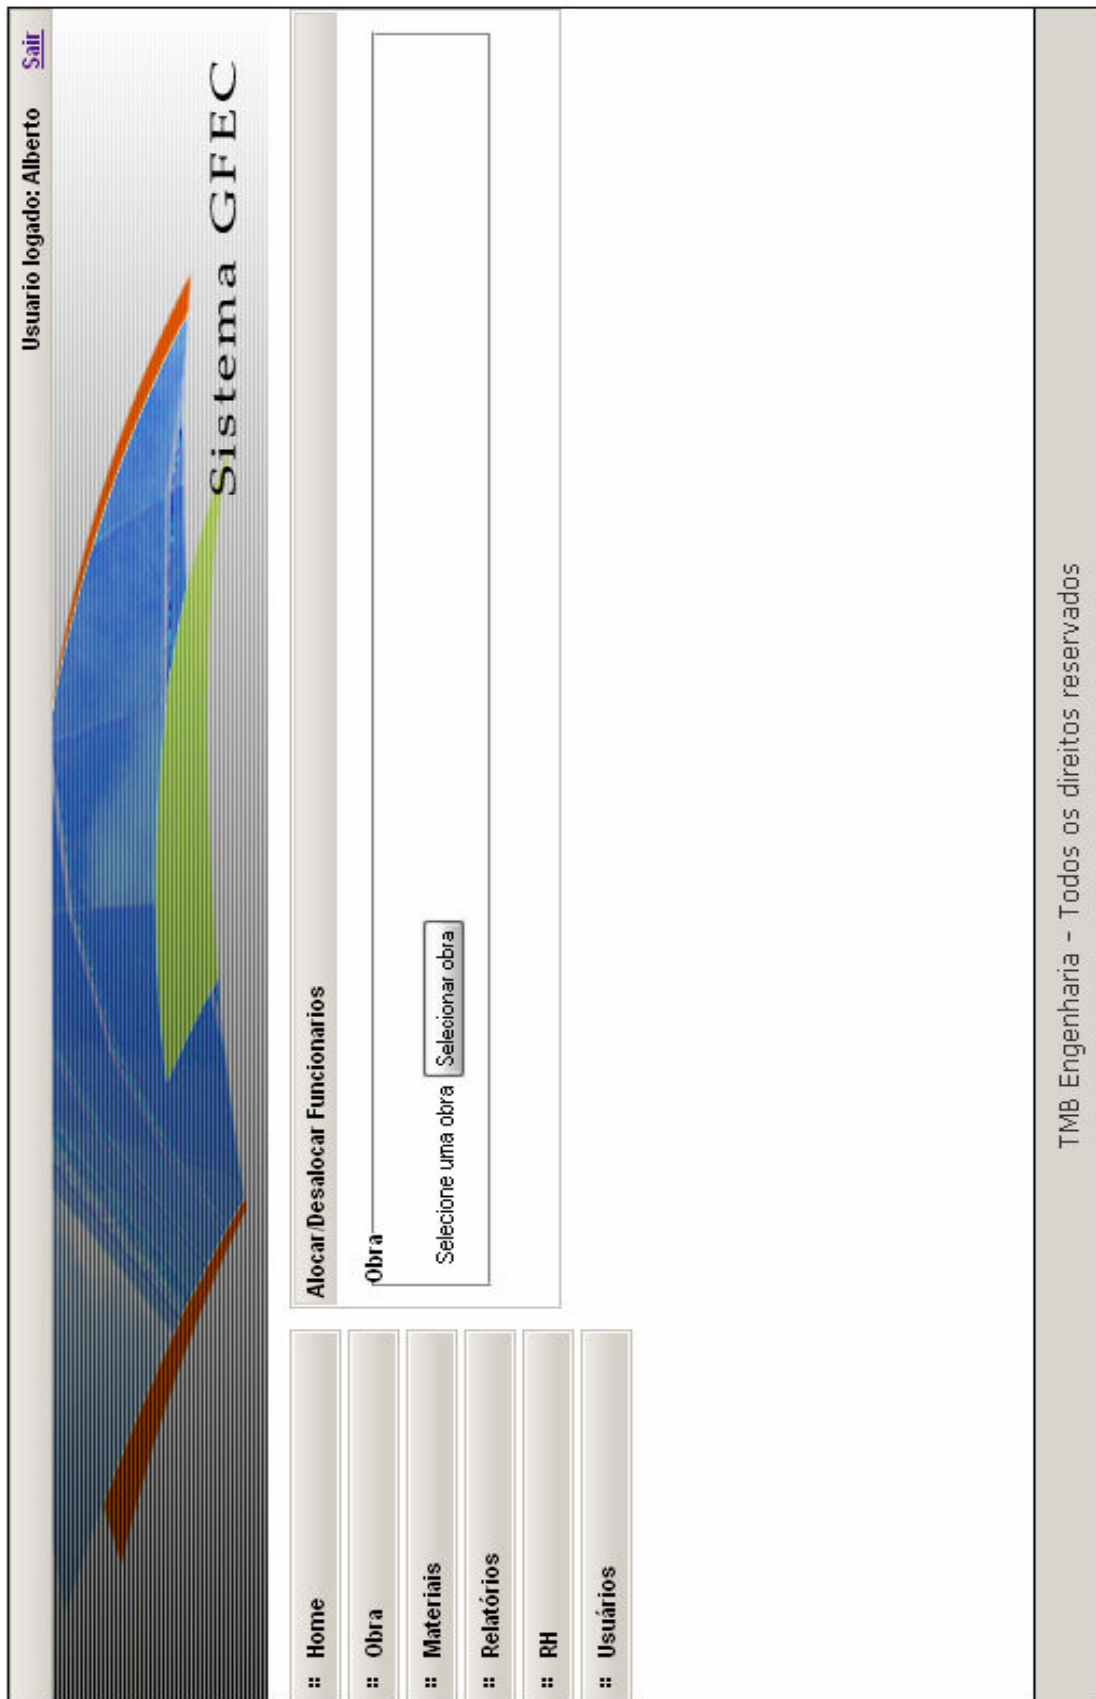 Usuario logado: Alberto Sair
Sistema GFEC
:: Home
:: Obra
:: Materiais
:: Relatórios
:: RH
:: Usuários
Alocar/Desalocar Funcionarios
Obra
Selecione uma obra Selecionar obra
TMB Engenharia - Todos os direitos reservados